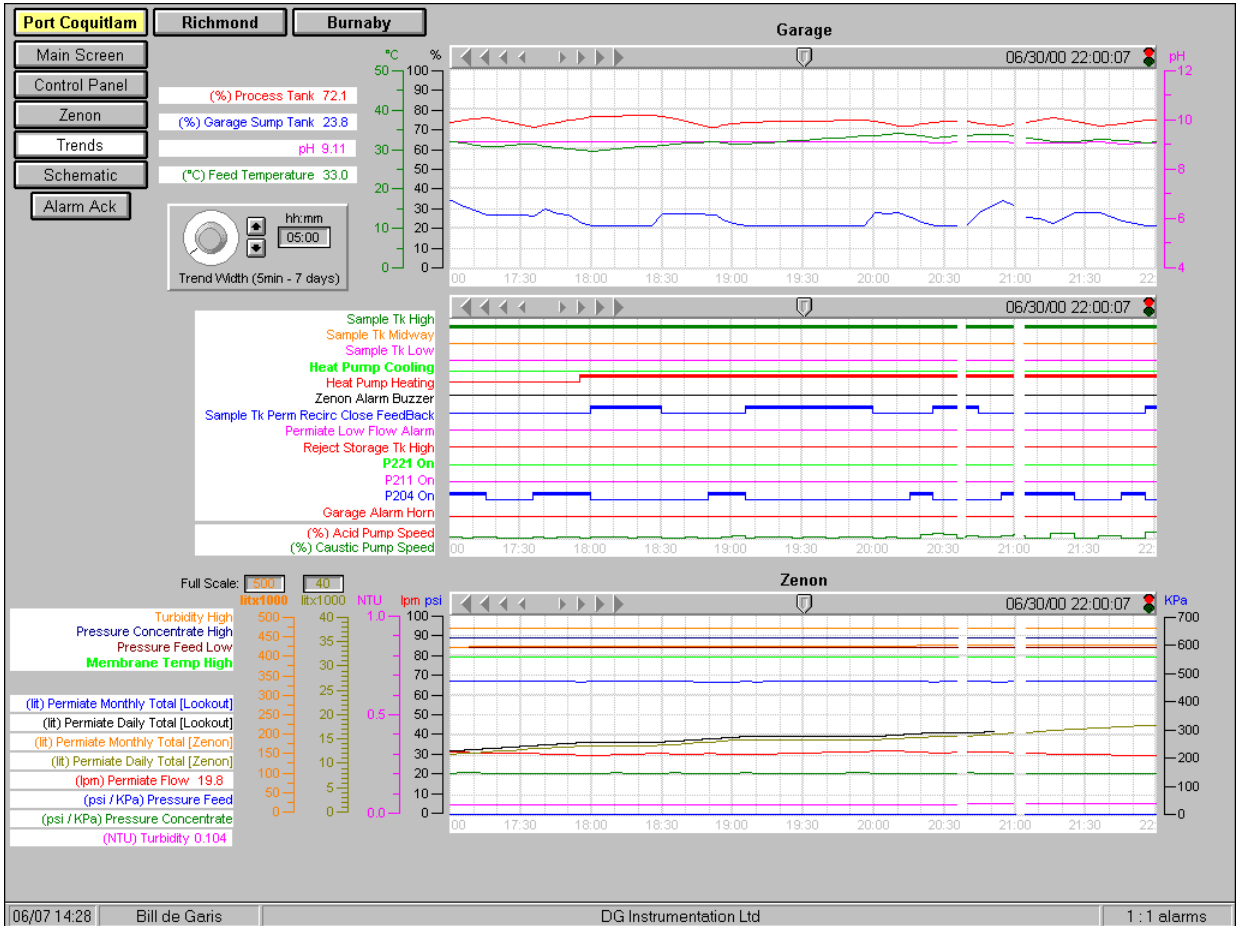 Port Coquitlam Richmond Burnaby
Main Screen
Control Panel
Zenon
Trends
Schematic
Alarm Ack
Garage
°C % 06/30/00 22:00:07 pH
(%) Process Tank 72.1
(%) Garage Sump Tank 23.8
pH 9.11
(°C) Feed Temperature 33.0
hh:mm
05:00
Trend Width (5min - 7 days)
50 40 30 20 10 0
100 90 80 70 60 50 40 30 20 10 0
12 10 8 6 4
00 17:30 18:00 18:30 19:00 19:30 20:00 20:30 21:00 21:30 22:
06/30/00 22:00:07
Sample Tk High
Sample Tk Midway
Sample Tk Low
Heat Pump Cooling
Heat Pump Heating
Zenon Alarm Buzzer
Sample Tk Perm Recirc Close FeedBack
Permiate Low Flow Alarm
Reject Storage Tk High
P221 On
P211 On
P204 On
Garage Alarm Horn
(%) Acid Pump Speed
(%) Caustic Pump Speed
00 17:30 18:00 18:30 19:00 19:30 20:00 20:30 21:00 21:30 22:
Zenon
Full Scale: 500 40
litx1000 litx1000 NTU lpm psi 06/30/00 22:00:07 KPa
Turbidity High
Pressure Concentrate High
Pressure Feed Low
Membrane Temp High
(lit) Permiate Monthly Total [Lookout]
(lit) Permiate Daily Total [Lookout]
(lit) Permiate Monthly Total [Zenon]
(lit) Permiate Daily Total [Zenon]
(lpm) Permiate Flow 19.8
(psi / KPa) Pressure Feed
(psi / KPa) Pressure Concentrate
(NTU) Turbidity 0.104
500 450 400 350 300 250 200 150 100 50 0
40 35 30 25 20 15 10 5 0
1.0 0.5 0.0
100 90 80 70 60 50 40 30 20 10 0
700 600 500 400 300 200 100 0
00 17:30 18:00 18:30 19:00 19:30 20:00 20:30 21:00 21:30 22:
06/07 14:28 Bill de Garis DG Instrumentation Ltd 1 : 1 alarms